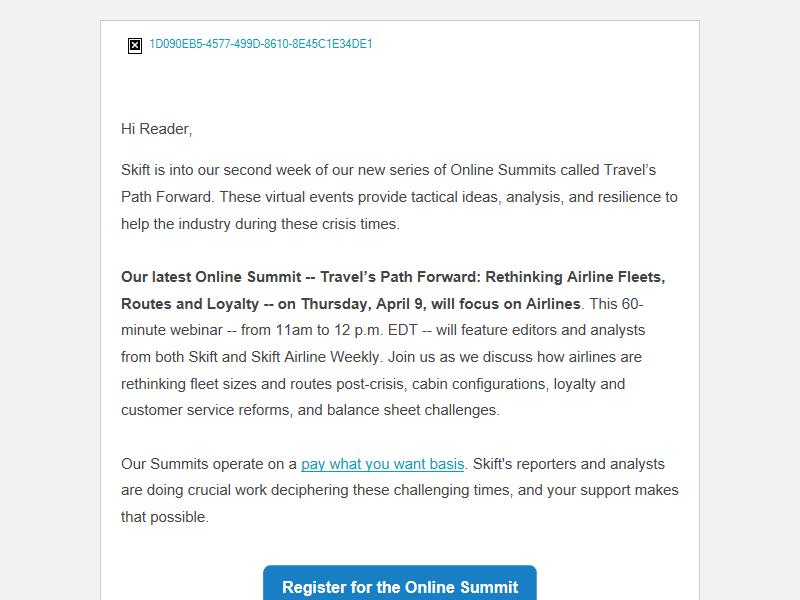 1D090EB5-4577-499D-8610-8E45C1E34DE1
Hi Reader,
Skift is into our second week of our new series of Online Summits called Travel’s
Path Forward. These virtual events provide tactical ideas, analysis, and resilience to
help the industry during these crisis times.
Our latest Online Summit -- Travel’s Path Forward: Rethinking Airline Fleets,
Routes and Loyalty -- on Thursday, April 9, will focus on Airlines. This 60-
minute webinar -- from 11am to 12 p.m. EDT -- will feature editors and analysts
from both Skift and Skift Airline Weekly. Join us as we discuss how airlines are
rethinking fleet sizes and routes post-crisis, cabin configurations, loyalty and
customer service reforms, and balance sheet challenges.
Our Summits operate on a pay what you want basis. Skift's reporters and analysts
are doing crucial work deciphering these challenging times, and your support makes
that possible.
Register for the Online Summit